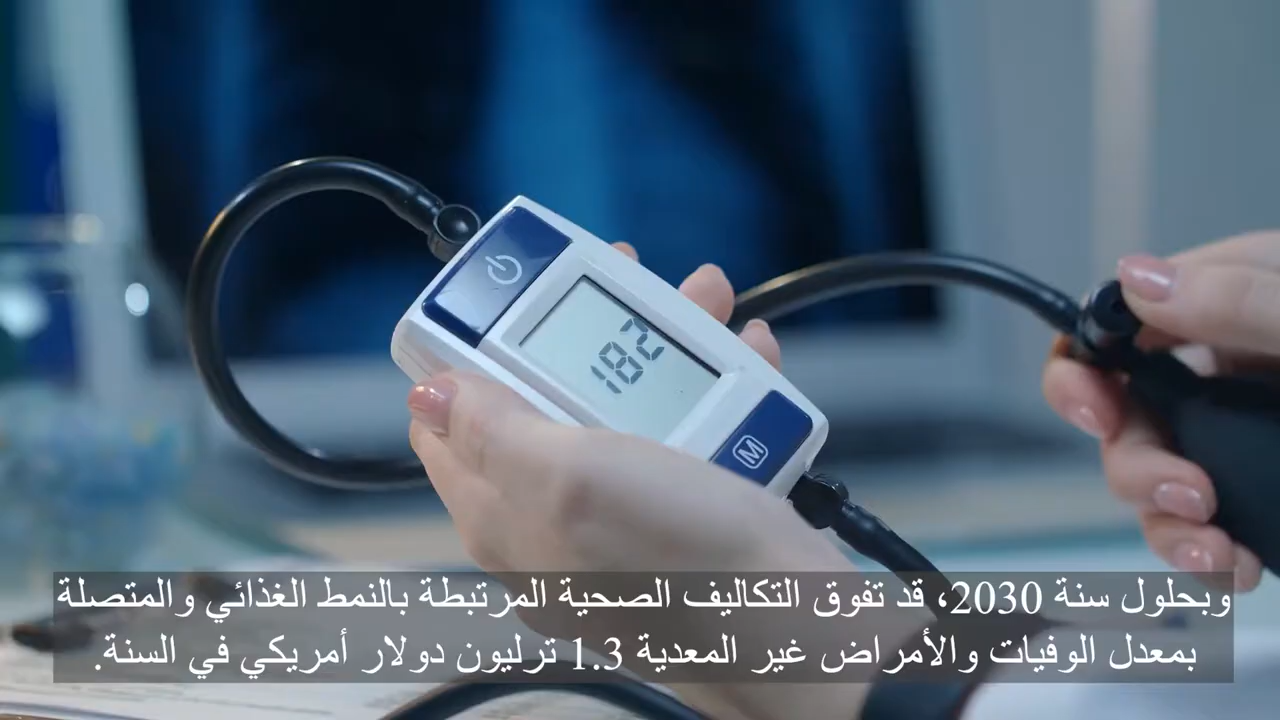 182
M
وبحلول سنة 2030، قد تفوق التكاليف الصحية المرتبطة بالنمط الغذائي والمتصلة
بمعدل الوفيات والأمراض غير المعدية 1.3 ترليون دولار أمريكي في السنة.